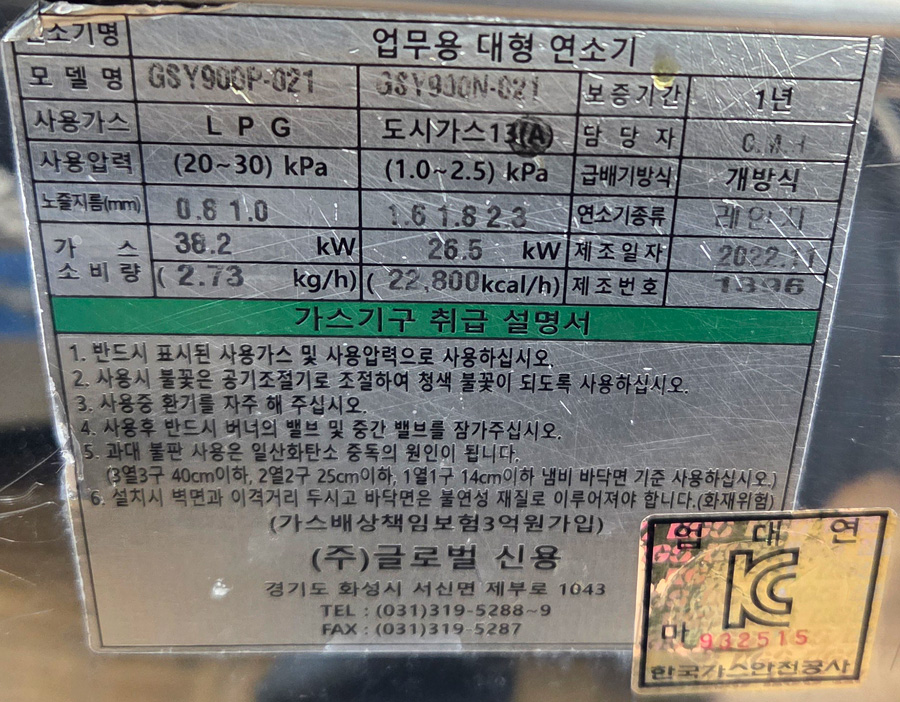 연소기명 업무용 대형 연소기
모델명 GSY900P-021 GSY900N-021 보증기간 1년
사용가스 LPG 도시가스13(A) 담당자 C.M.H
사용압력 (20~30) kPa (1.0~2.5) kPa 급배기방식 개방식
노즐지름(mm) 0.8 1.0 1.6 1.8 2.3 연소기종류 레인지
가스소비량 38.2 kW 26.5 kW 제조일자 2022.11
(2.73 kg/h) (22,800kcal/h) 제조번호 1396
가스기구 취급 설명서
1. 반드시 표시된 사용가스 및 사용압력으로 사용하십시오.
2. 사용시 불꽃은 공기조절기로 조절하여 청색 불꽃이 되도록 사용하십시오.
3. 사용중 환기를 자주 해 주십시오.
4. 사용후 반드시 버너의 밸브 및 중간 밸브를 잠가주십시오.
5. 과대 불판 사용은 일산화탄소 중독의 원인이 됩니다.
(3열3구 40cm이하, 2열2구 25cm이하, 1열1구 14cm이하 냄비 바닥면 기준 사용하십시오.)
6. 설치시 벽면과 이격거리 두시고 바닥면은 불연성 재질로 이루어져야 합니다.(화재위험)
(가스배상책임보험3억원가입)
(주)글로벌 신용
경기도 화성시 서신면 제부로 1043
TEL : (031)319-5288~9
FAX : (031)319-5287
업 대 연
KC
마 932515
한국가스안전공사